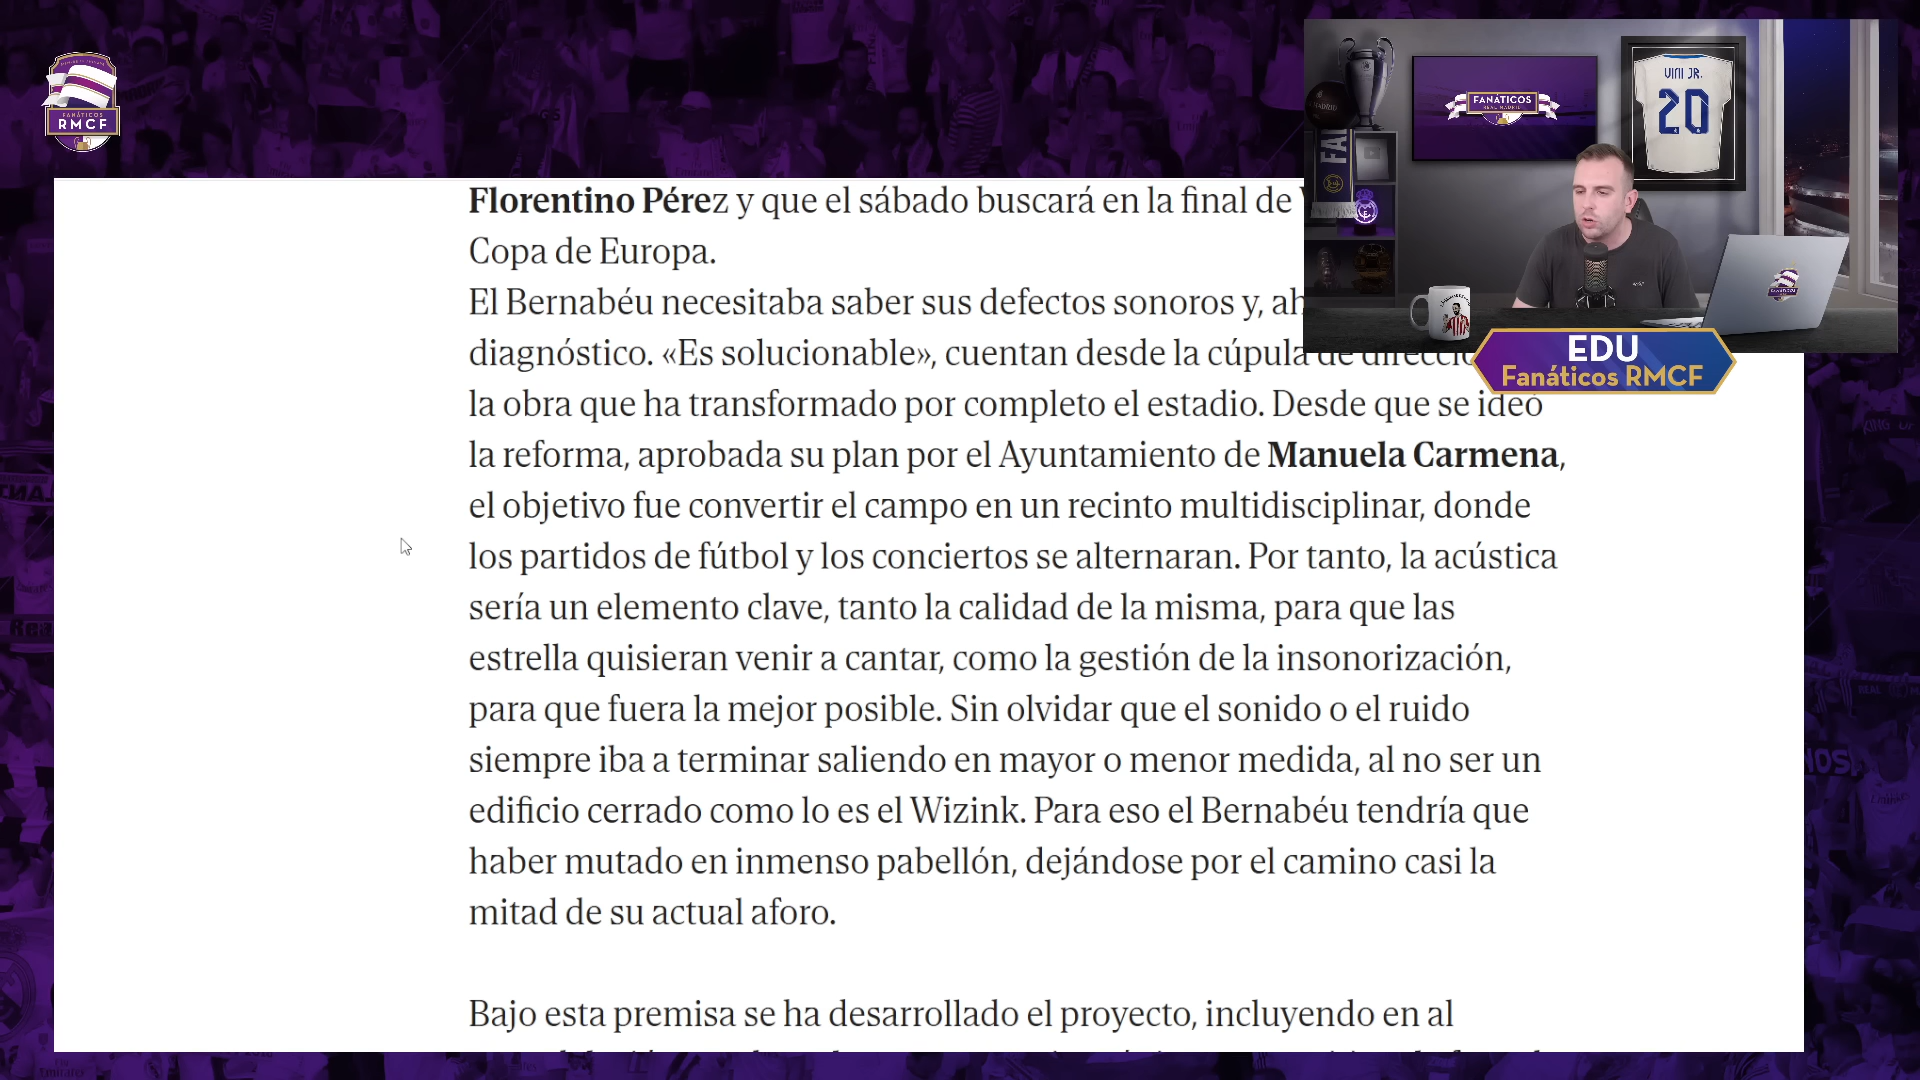 FANÁTICOS
RMCF
FANÁTICOS
REAL MADRID
VINI JR.
20
FA
EDU
Fanáticos RMCF
Florentino Pérez y que el sábado buscará en la final de
Copa de Europa.
El Bernabéu necesitaba saber sus defectos sonoros y,
diagnóstico. «Es solucionable», cuentan desde la cúpula de
la obra que ha transformado por completo el estadio. Desde que se ideó
la reforma, aprobada su plan por el Ayuntamiento de Manuela Carmena,
el objetivo fue convertir el campo en un recinto multidisciplinar, donde
los partidos de fútbol y los conciertos se alternaran. Por tanto, la acústica
sería un elemento clave, tanto la calidad de la misma, para que las
estrella quisieran venir a cantar, como la gestión de la insonorización,
para que fuera la mejor posible. Sin olvidar que el sonido o el ruido
siempre iba a terminar saliendo en mayor o menor medida, al no ser un
edificio cerrado como lo es el Wizink. Para eso el Bernabéu tendría que
haber mutado en inmenso pabellón, dejándose por el camino casi la
mitad de su actual aforo.
Bajo esta premisa se ha desarrollado el proyecto, incluyendo en al